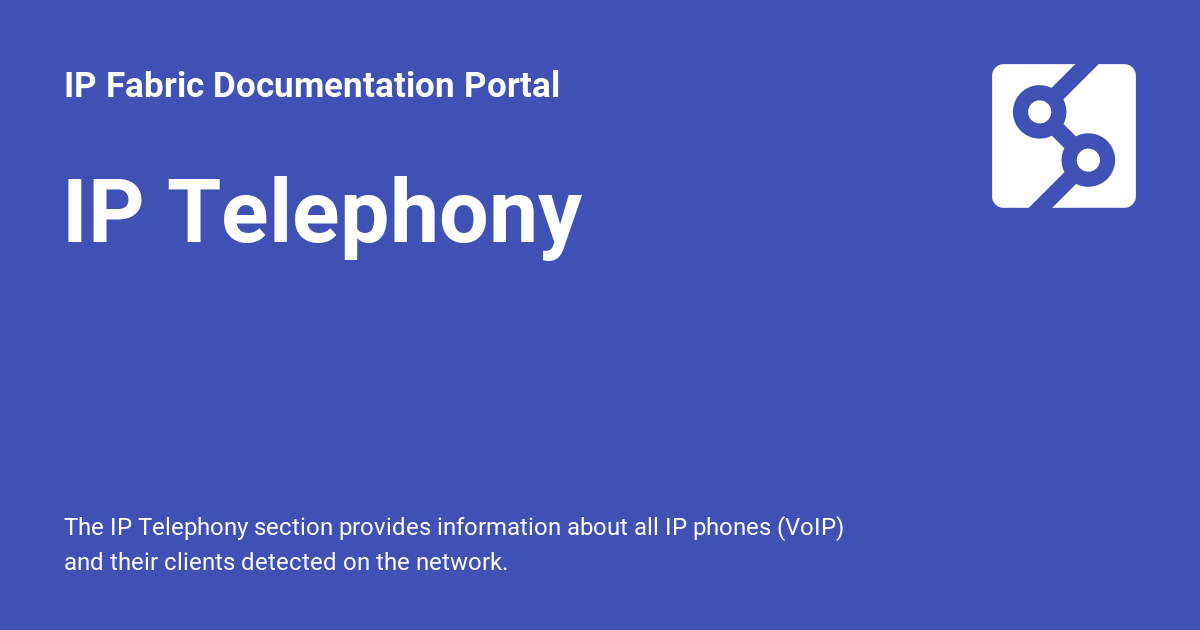 IP Fabric Documentation Portal
IP Telephony
The IP Telephony section provides information about all IP phones (VoIP)
and their clients detected on the network.